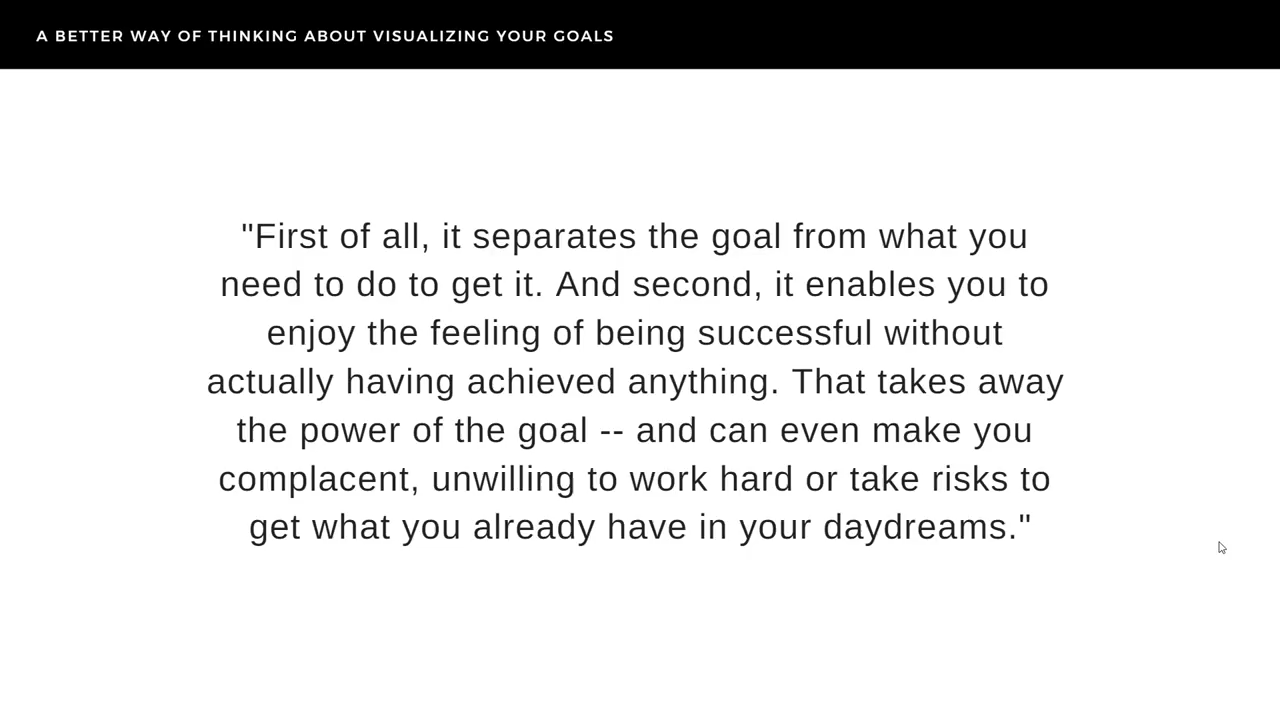 A BETTER WAY OF THINKING ABOUT VISUALIZING YOUR GOALS
"First of all, it separates the goal from what you
need to do to get it. And second, it enables you to
enjoy the feeling of being successful without
actually having achieved anything. That takes away
the power of the goal -- and can even make you
complacent, unwilling to work hard or take risks to
get what you already have in your daydreams."